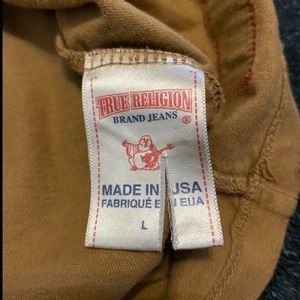 TRUE RELIGION
BRAND JEANS ®
MADE IN USA
FABRIQUÉ EN EUA
L